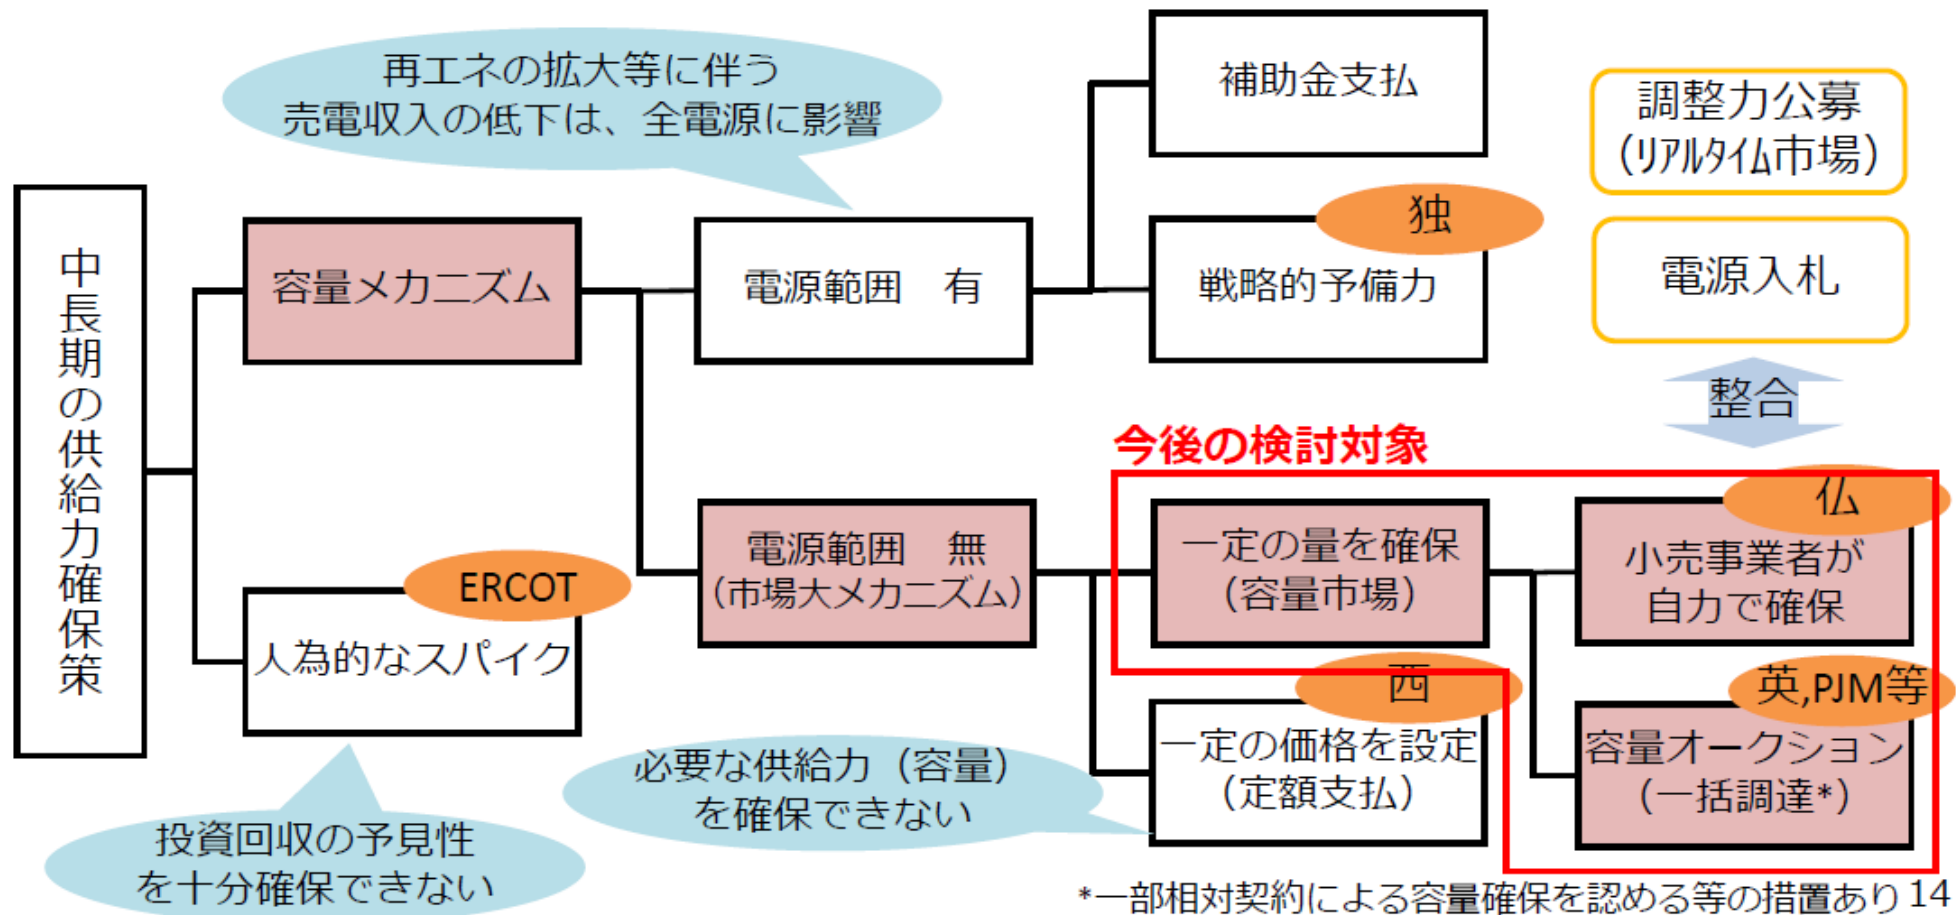 再エネの拡大等に伴う
売電収入の低下は、全電源に影響
補助金支払
調整力公募
（ﾘｱﾙﾀｲﾑ市場）
中長期の供給力確保策
容量メカニズム
電源範囲　有
独
戦略的予備力
電源入札
整合
今後の検討対象
ERCOT
人為的なスパイク
電源範囲　無
（市場大メカニズム）
一定の量を確保
（容量市場）
仏
小売事業者が
自力で確保
西
一定の価格を設定
（定額支払）
英,PJM等
容量オークション
（一括調達*）
必要な供給力（容量）
を確保できない
投資回収の予見性
を十分確保できない
*一部相対契約による容量確保を認める等の措置あり
14